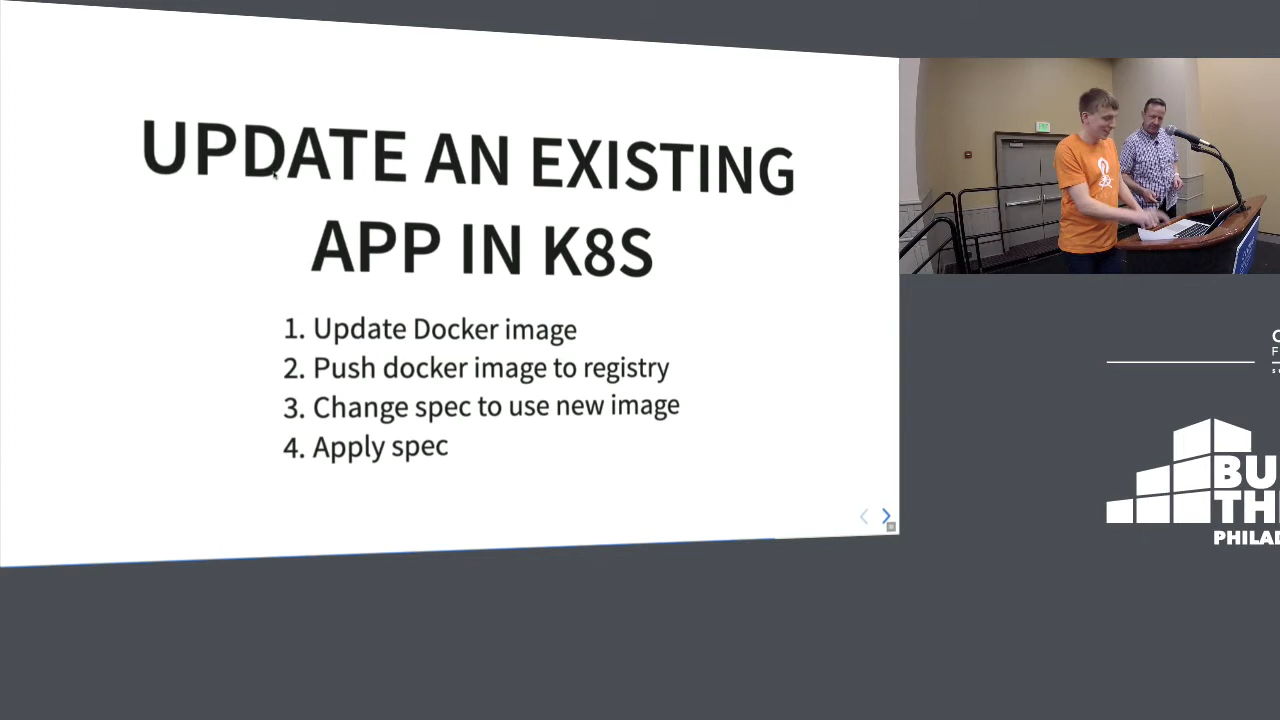 UPDATE AN EXISTING
APP IN K8S
1. Update Docker image
2. Push docker image to registry
3. Change spec to use new image
4. Apply spec
PHILAD